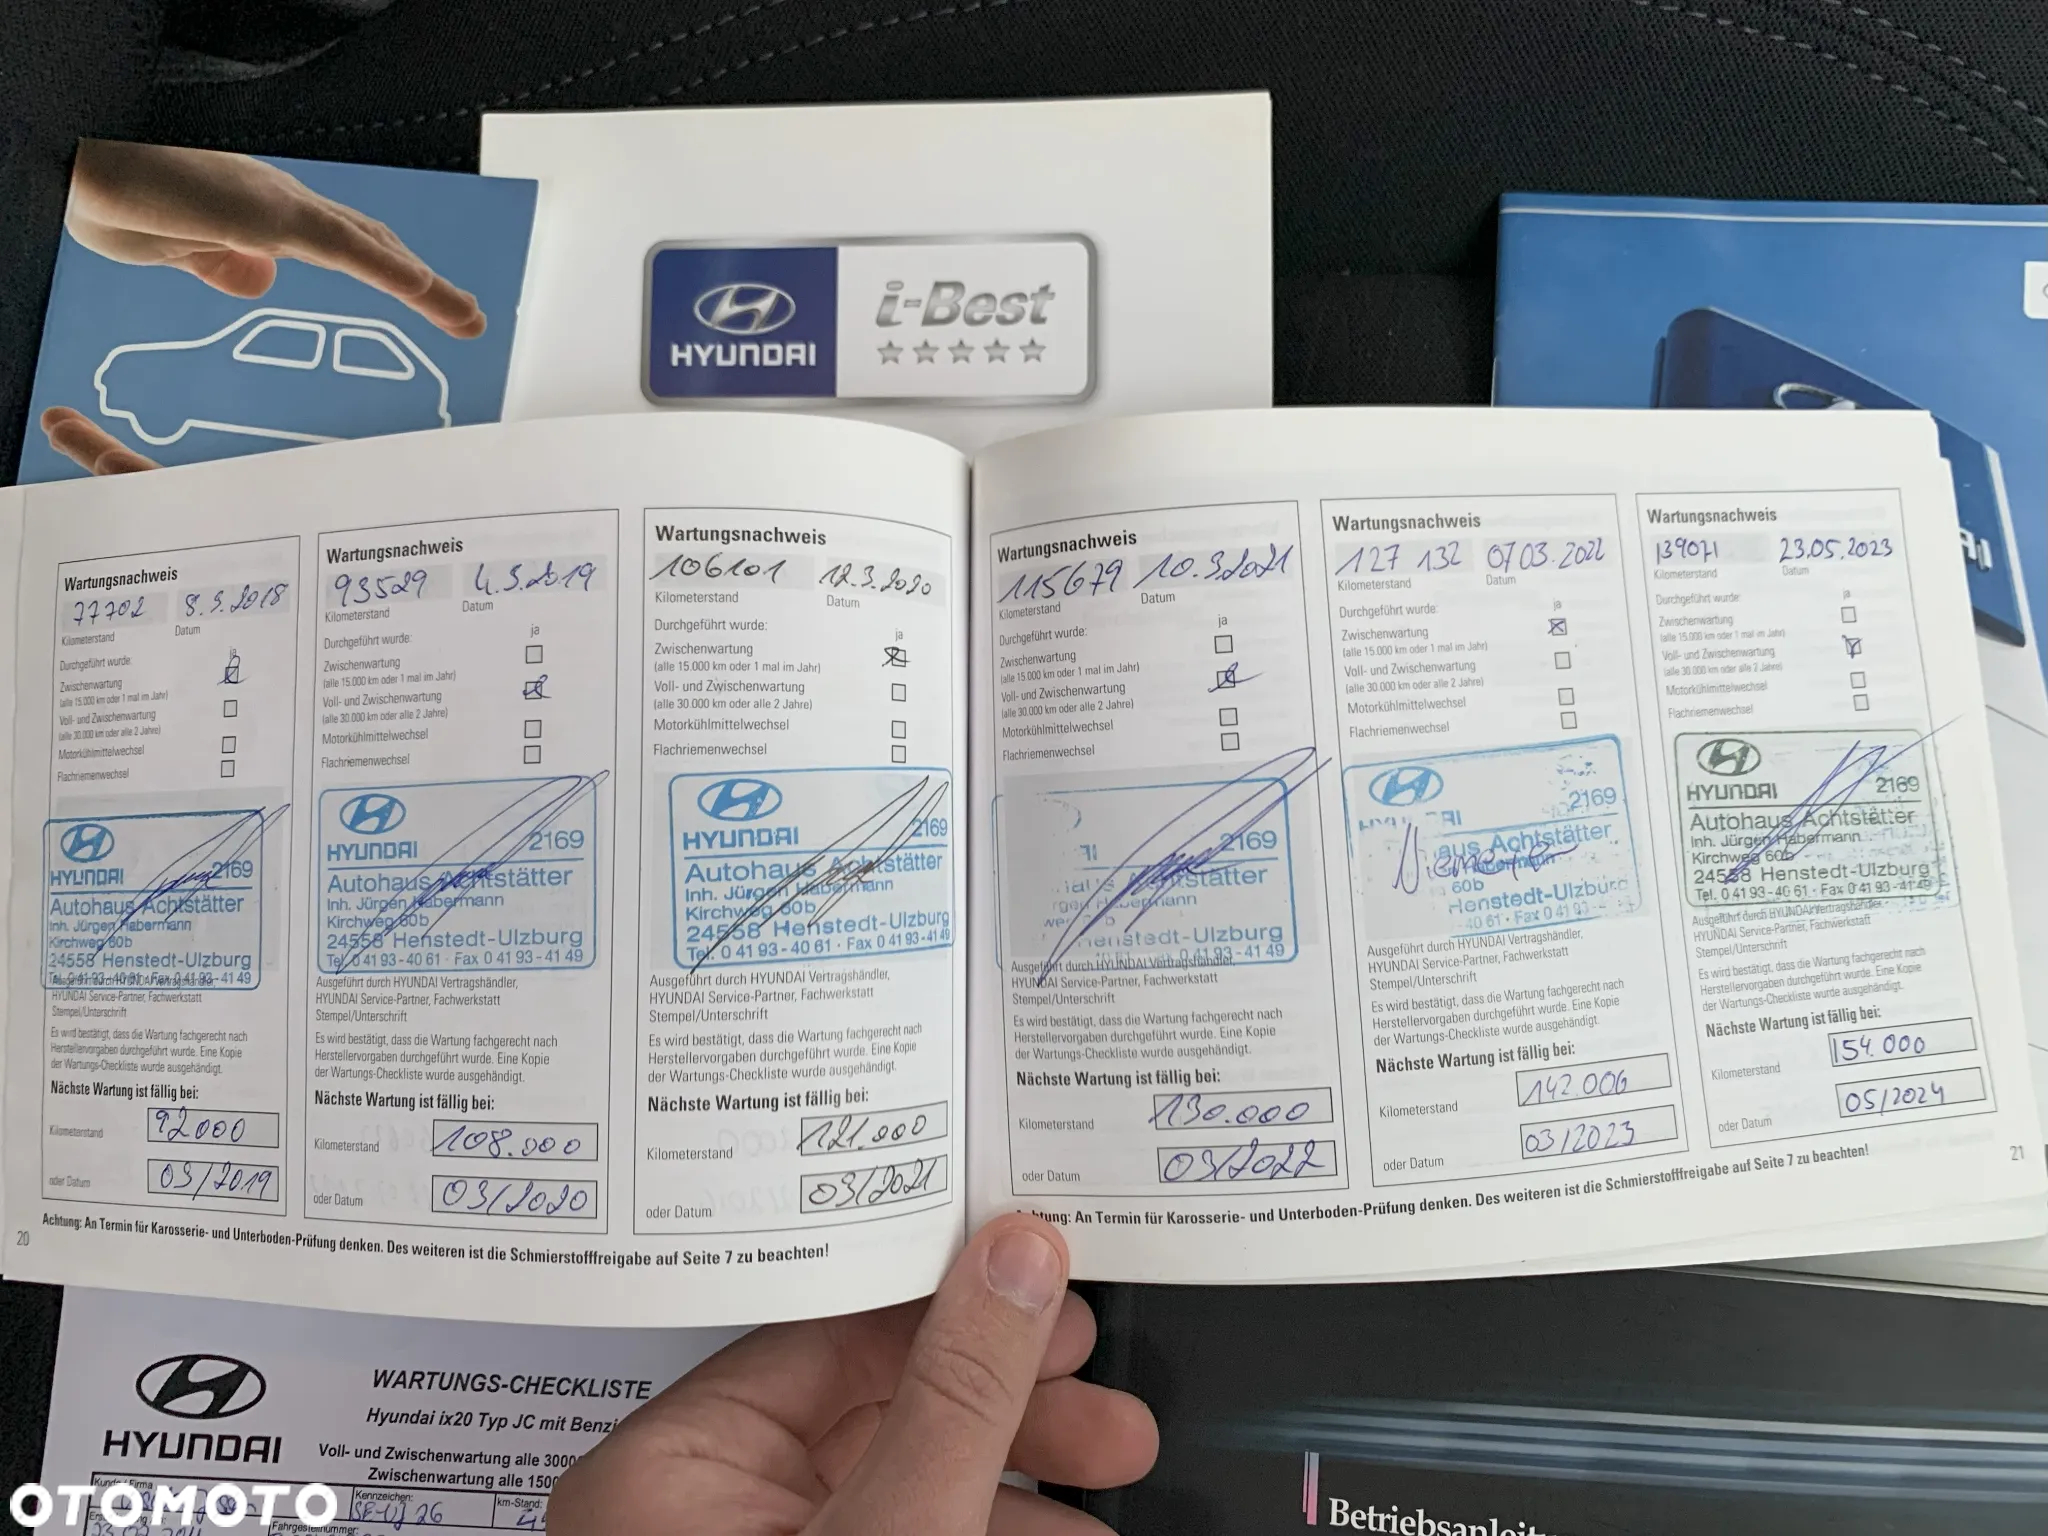 HYUNDAI
i-Best
Wartungsnachweis
77702 8.3.2018
Kilometerstand Datum
Durchgeführt wurde: ja
Zwischenwartung
(alle 15.000 km oder 1 mal im Jahr)
Voll- und Zwischenwartung
(alle 30.000 km oder alle 2 Jahre)
Motorkühlmittelwechsel
Flachriemenwechsel
HYUNDAI 2169
Autohaus Achtstätter
Inh. Jürgen Habermann
Kirchweg 60b
24558 Henstedt-Ulzburg
Tel. 0 41 93 - 40 61 · Fax 0 41 93 - 41 49
Ausgeführt durch HYUNDAI Vertragshändler,
HYUNDAI Service-Partner, Fachwerkstatt
Stempel/Unterschrift
Es wird bestätigt, dass die Wartung fachgerecht nach
Herstellervorgaben durchgeführt wurde. Eine Kopie
der Wartungs-Checkliste wurde ausgehändigt.
Nächste Wartung ist fällig bei:
Kilometerstand 92000
oder Datum 03/2019
Wartungsnachweis
93529 4.3.2019
Kilometerstand Datum
Durchgeführt wurde: ja
Zwischenwartung
(alle 15.000 km oder 1 mal im Jahr)
Voll- und Zwischenwartung
(alle 30.000 km oder alle 2 Jahre)
Motorkühlmittelwechsel
Flachriemenwechsel
HYUNDAI 2169
Autohaus Achtstätter
Inh. Jürgen Habermann
Kirchweg 60b
24558 Henstedt-Ulzburg
Tel. 0 41 93 - 40 61 · Fax 0 41 93 - 41 49
Ausgeführt durch HYUNDAI Vertragshändler,
HYUNDAI Service-Partner, Fachwerkstatt
Stempel/Unterschrift
Es wird bestätigt, dass die Wartung fachgerecht nach
Herstellervorgaben durchgeführt wurde. Eine Kopie
der Wartungs-Checkliste wurde ausgehändigt.
Nächste Wartung ist fällig bei:
Kilometerstand 108.000
oder Datum 03/2020
Wartungsnachweis
106101 12.3.2020
Kilometerstand Datum
Durchgeführt wurde: ja
Zwischenwartung
(alle 15.000 km oder 1 mal im Jahr)
Voll- und Zwischenwartung
(alle 30.000 km oder alle 2 Jahre)
Motorkühlmittelwechsel
Flachriemenwechsel
HYUNDAI 2169
Autohaus Achtstätter
Inh. Jürgen Habermann
Kirchweg 60b
24558 Henstedt-Ulzburg
Tel. 0 41 93 - 40 61 · Fax 0 41 93 - 41 49
Ausgeführt durch HYUNDAI Vertragshändler,
HYUNDAI Service-Partner, Fachwerkstatt
Stempel/Unterschrift
Es wird bestätigt, dass die Wartung fachgerecht nach
Herstellervorgaben durchgeführt wurde. Eine Kopie
der Wartungs-Checkliste wurde ausgehändigt.
Nächste Wartung ist fällig bei:
Kilometerstand 121.000
oder Datum 03/2021
20
Achtung: An Termin für Karosserie- und Unterboden-Prüfung denken. Des weiteren ist die Schmierstofffreigabe auf Seite 7 zu beachten!
Wartungsnachweis
115679 10.3.2021
Kilometerstand Datum
Durchgeführt wurde: ja
Zwischenwartung
(alle 15.000 km oder 1 mal im Jahr)
Voll- und Zwischenwartung
(alle 30.000 km oder alle 2 Jahre)
Motorkühlmittelwechsel
Flachriemenwechsel
2169
Achtstätter
Henstedt-Ulzburg
41 49
Ausgeführt durch HYUNDAI Vertragshändler,
HYUNDAI Service-Partner, Fachwerkstatt
Stempel/Unterschrift
Es wird bestätigt, dass die Wartung fachgerecht nach
Herstellervorgaben durchgeführt wurde. Eine Kopie
der Wartungs-Checkliste wurde ausgehändigt.
Nächste Wartung ist fällig bei:
Kilometerstand 130.000
oder Datum 03/2022
Wartungsnachweis
127 132 07.03.2022
Kilometerstand Datum
Durchgeführt wurde: ja
Zwischenwartung
(alle 15.000 km oder 1 mal im Jahr)
Voll- und Zwischenwartung
(alle 30.000 km oder alle 2 Jahre)
Motorkühlmittelwechsel
Flachriemenwechsel
2169
aus Achtstätter
60b
Henstedt-Ulzburg
40 61 · Fax 0 41 93 -
Ausgeführt durch HYUNDAI Vertragshändler,
HYUNDAI Service-Partner, Fachwerkstatt
Stempel/Unterschrift
Es wird bestätigt, dass die Wartung fachgerecht nach
Herstellervorgaben durchgeführt wurde. Eine Kopie
der Wartungs-Checkliste wurde ausgehändigt.
Nächste Wartung ist fällig bei:
Kilometerstand 142.006
oder Datum 03/2023
Wartungsnachweis
139071 23.05.2023
Kilometerstand Datum
Durchgeführt wurde: ja
Zwischenwartung
(alle 15.000 km oder 1 mal im Jahr)
Voll- und Zwischenwartung
(alle 30.000 km oder alle 2 Jahre)
Motorkühlmittelwechsel
Flachriemenwechsel
HYUNDAI 2169
Autohaus Achtstätter
Inh. Jürgen Habermann
Kirchweg 60b
24558 Henstedt-Ulzburg
Tel. 0 41 93 - 40 61 · Fax 0 41 93 - 41 49
Ausgeführt durch HYUNDAI Vertragshändler,
HYUNDAI Service-Partner, Fachwerkstatt
Stempel/Unterschrift
Es wird bestätigt, dass die Wartung fachgerecht nach
Herstellervorgaben durchgeführt wurde. Eine Kopie
der Wartungs-Checkliste wurde ausgehändigt.
Nächste Wartung ist fällig bei:
Kilometerstand 154.000
oder Datum 05/2024
Achtung: An Termin für Karosserie- und Unterboden-Prüfung denken. Des weiteren ist die Schmierstofffreigabe auf Seite 7 zu beachten!
21
HYUNDAI
WARTUNGS-CHECKLISTE
Hyundai ix20 Typ JC mit Benzi
Voll- und Zwischenwartung alle 3000
Zwischenwartung alle 150
Kunde / Firma
Kennzeichen:
km-Stand:
Fahrgestellnummer:
OTOMOTO
Betriebsanleit